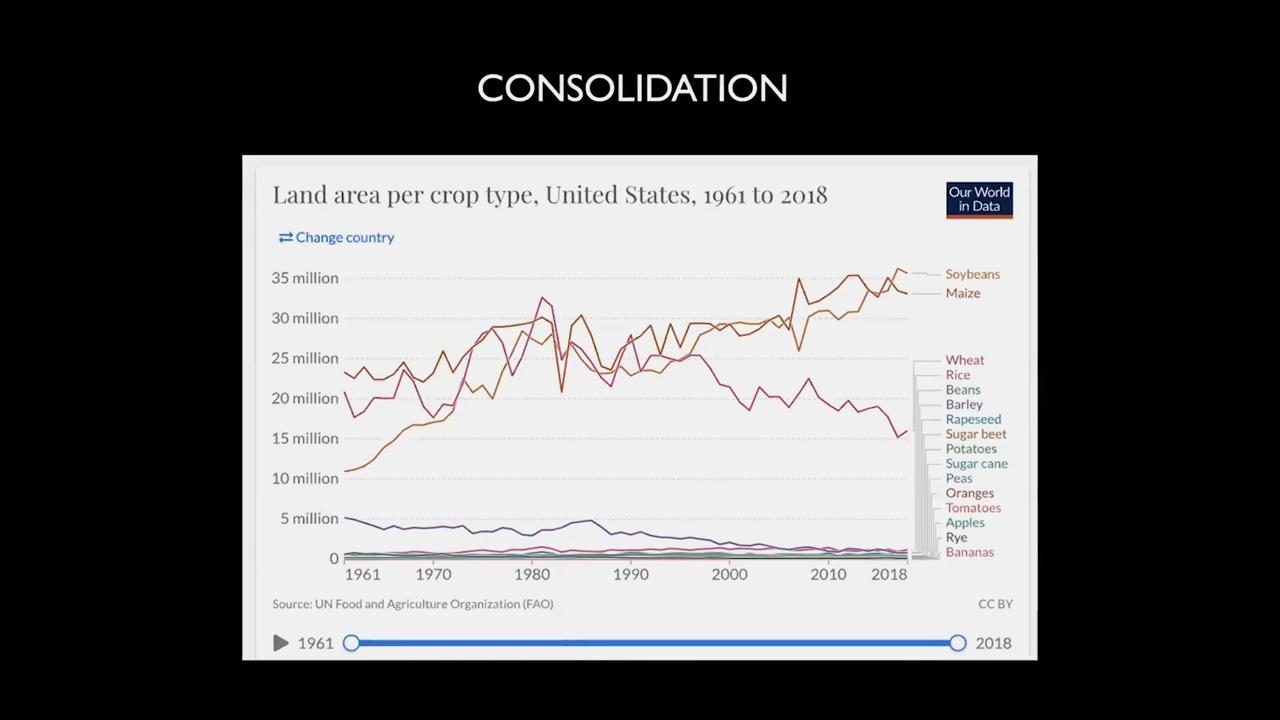 CONSOLIDATION
Land area per crop type, United States, 1961 to 2018
Our World
in Data
Change country
35 million
30 million
25 million
20 million
15 million
10 million
5 million
0
Soybeans
Maize
Wheat
Rice
Beans
Barley
Rapeseed
Sugar beet
Potatoes
Sugar cane
Peas
Oranges
Tomatoes
Apples
Rye
Bananas
1961 1970 1980 1990 2000 2010 2018
Source: UN Food and Agriculture Organization (FAO)
CC BY
1961
2018